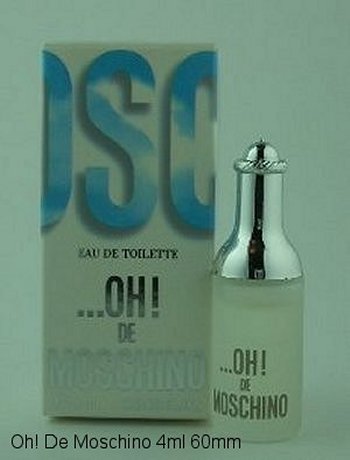 OSC
EAU DE TOILETTE
...OH!
DE
MOSCHINO
...OH!
DE
MOSCHINO
Oh! De Moschino 4ml 60mm